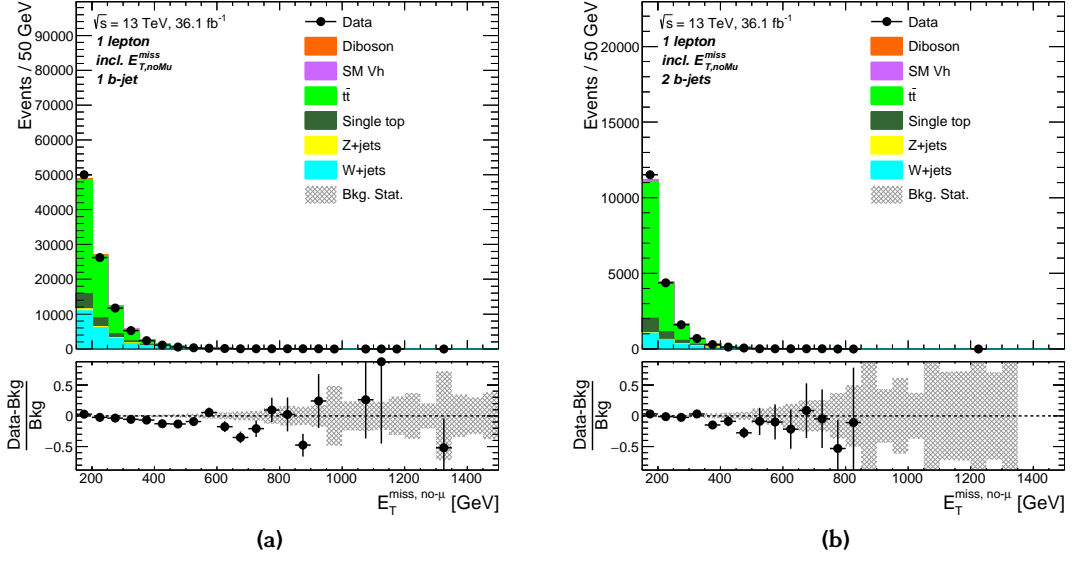 √s = 13 TeV, 36.1 fb⁻¹
1 lepton
incl. E_{T,noMu}^{miss}
1 b-jet
Data
Diboson
SM Vh
tt̄
Single top
Z+jets
W+jets
Bkg. Stat.
Events / 50 GeV
90000
80000
70000
60000
50000
40000
30000
20000
10000
0
Data-Bkg
Bkg
0.5
0
−0.5
200 400 600 800 1000 1200 1400
E_T^{miss, no-μ} [GeV]
(a)
√s = 13 TeV, 36.1 fb⁻¹
1 lepton
incl. E_{T,noMu}^{miss}
2 b-jets
Data
Diboson
SM Vh
tt̄
Single top
Z+jets
W+jets
Bkg. Stat.
Events / 50 GeV
20000
15000
10000
5000
0
Data-Bkg
Bkg
0.5
0
−0.5
200 400 600 800 1000 1200 1400
E_T^{miss, no-μ} [GeV]
(b)